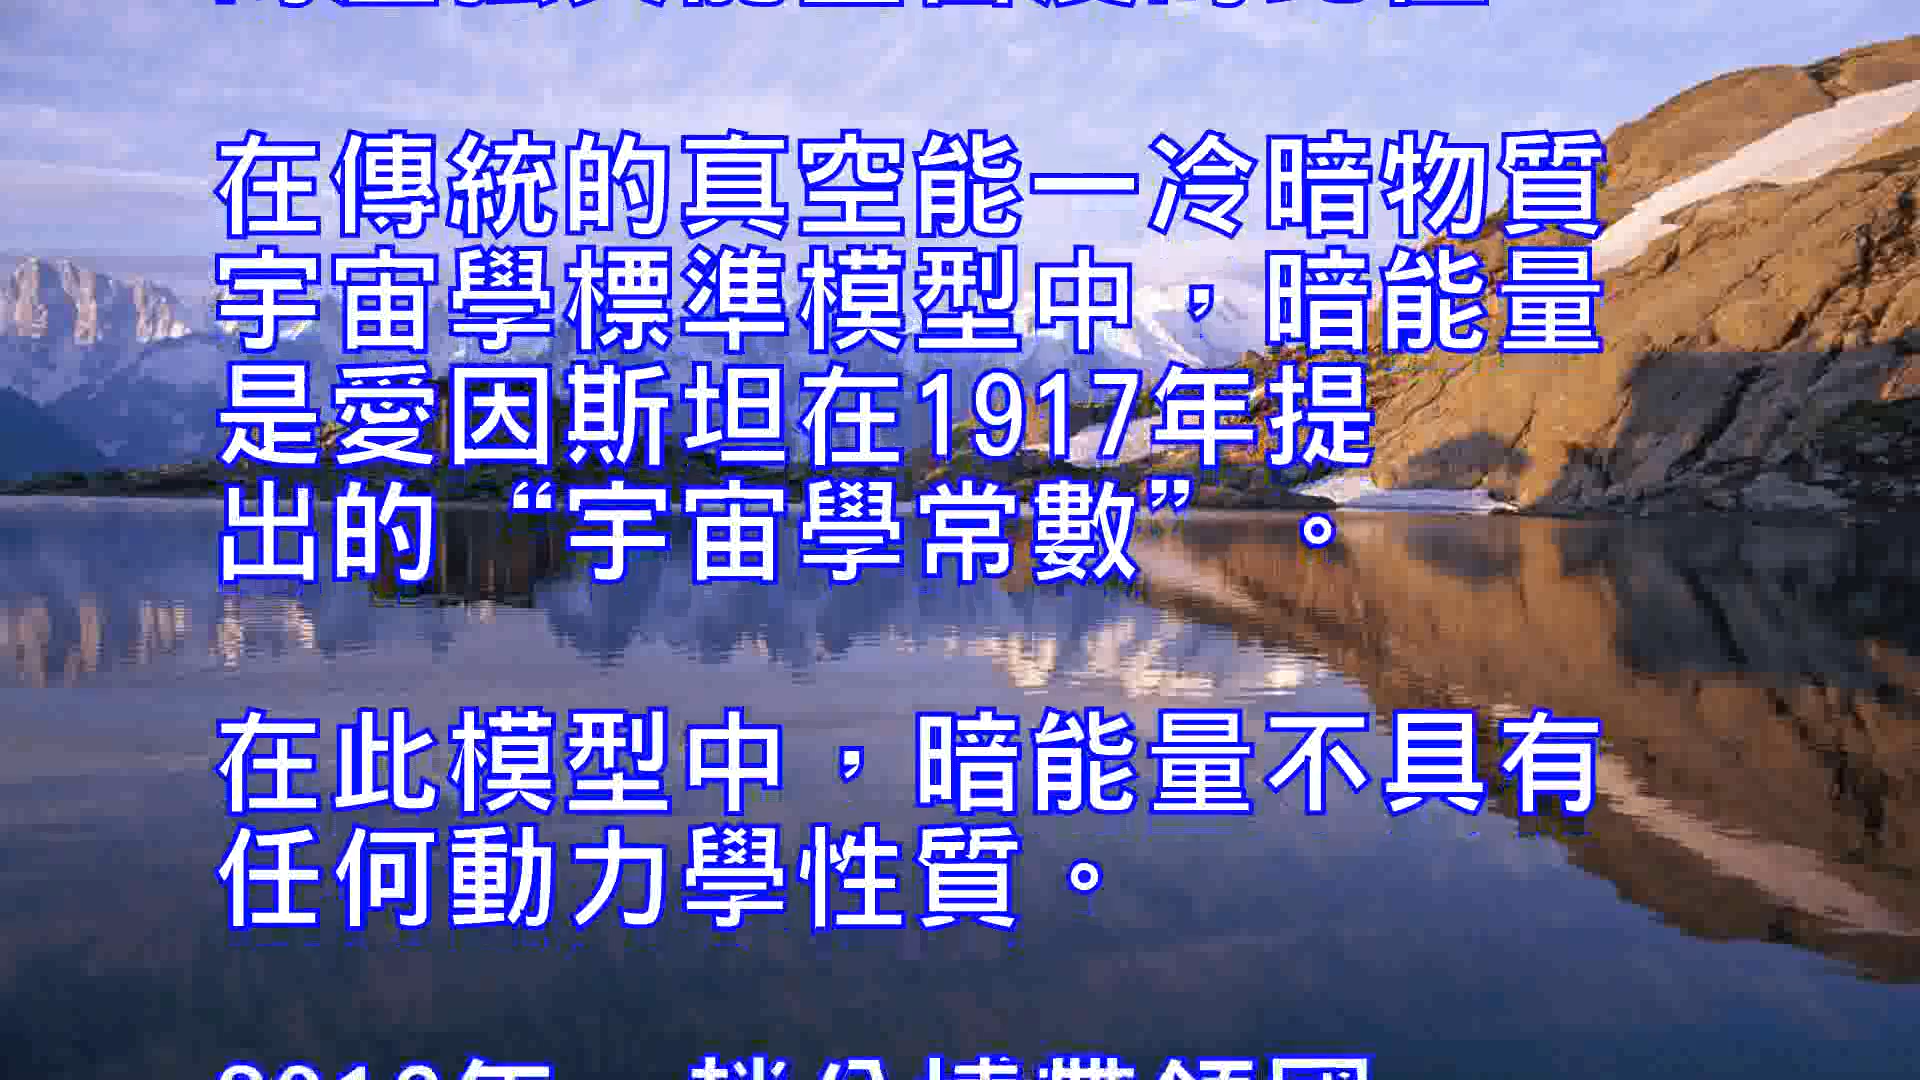 在傳統的真空能—冷暗物質
宇宙學標準模型中，暗能量
是愛因斯坦在1917年提
出的“宇宙學常數”。
在此模型中，暗能量不具有
任何動力學性質。